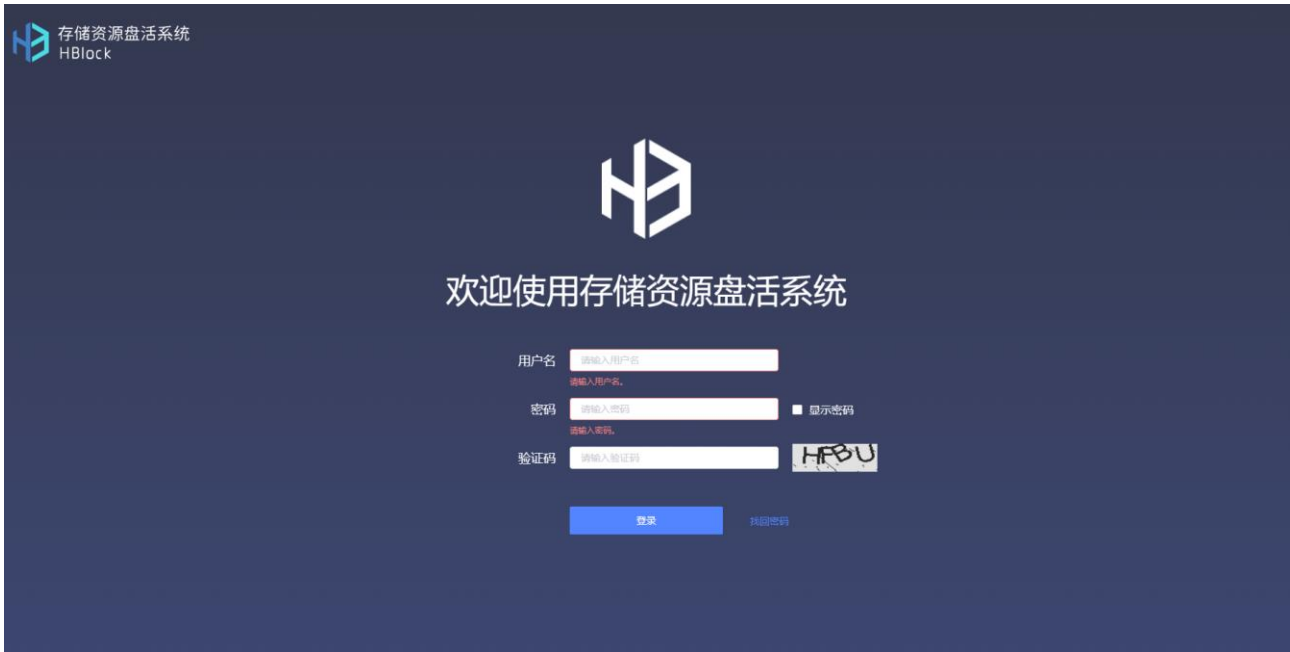 存储资源盘活系统
HBlock
欢迎使用存储资源盘活系统
用户名 请输入用户名
请输入用户名。
密码 请输入密码 显示密码
请输入密码。
验证码 请输入验证码 HFBU
登录 找回密码